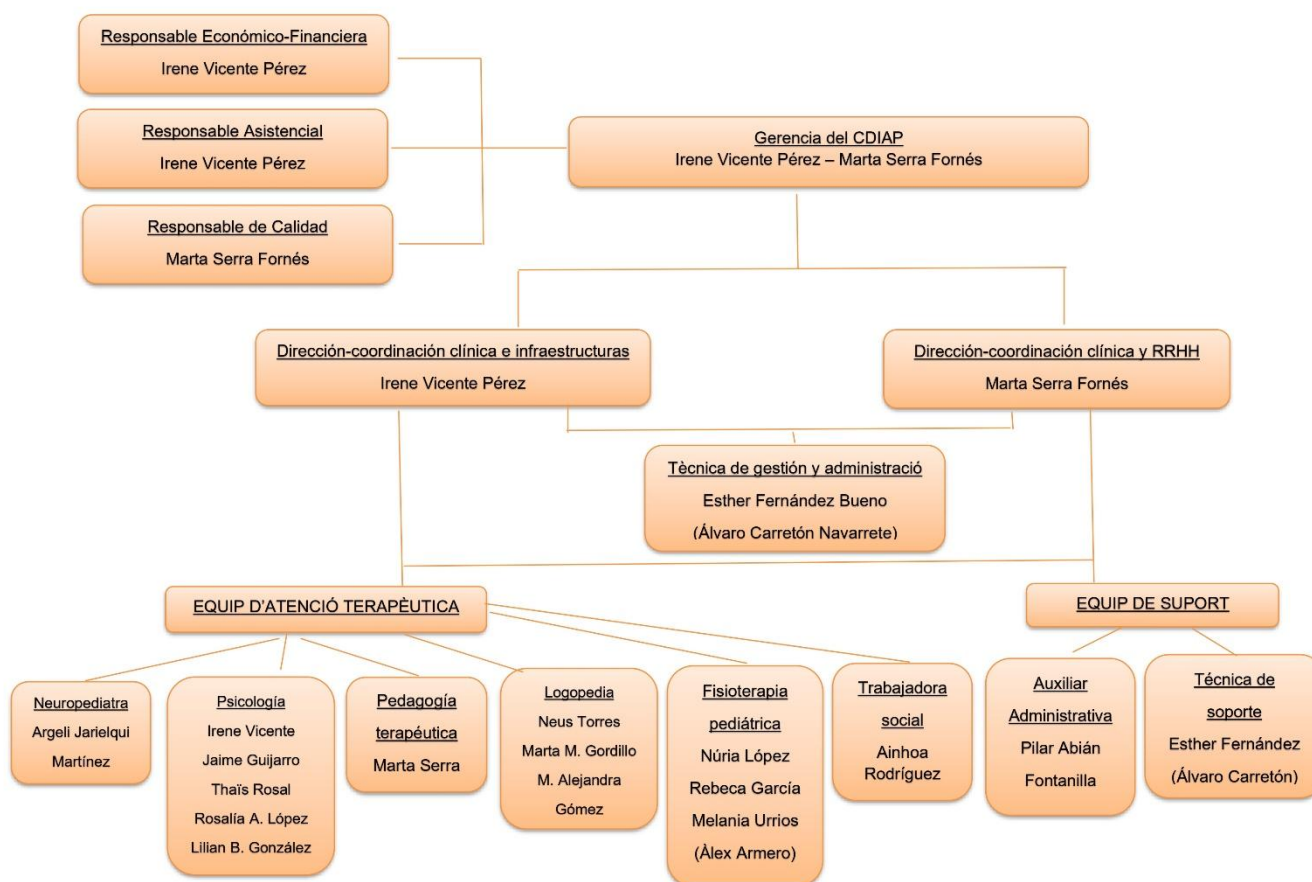 Responsable Económico-Financiera
Irene Vicente Pérez
Responsable Asistencial
Irene Vicente Pérez
Responsable de Calidad
Marta Serra Fornés
Gerencia del CDIAP
Irene Vicente Pérez – Marta Serra Fornés
Dirección-coordinación clínica e infraestructuras
Irene Vicente Pérez
Dirección-coordinación clínica y RRHH
Marta Serra Fornés
Tècnica de gestión y administració
Esther Fernández Bueno
(Álvaro Carretón Navarrete)
EQUIP D'ATENCIÓ TERAPÈUTICA
EQUIP DE SUPORT
Neuropediatra
Argeli Jarielqui
Martínez
Psicología
Irene Vicente
Jaime Guijarro
Thaïs Rosal
Rosalía A. López
Lilian B. González
Pedagogía
terapéutica
Marta Serra
Logopedia
Neus Torres
Marta M. Gordillo
M. Alejandra
Gómez
Fisioterapia
pediátrica
Núria López
Rebeca García
Melania Urrios
(Àlex Armero)
Trabajadora
social
Ainhoa
Rodríguez
Auxiliar
Administrativa
Pilar Abián
Fontanilla
Técnica de
soporte
Esther Fernández
(Álvaro Carretón)